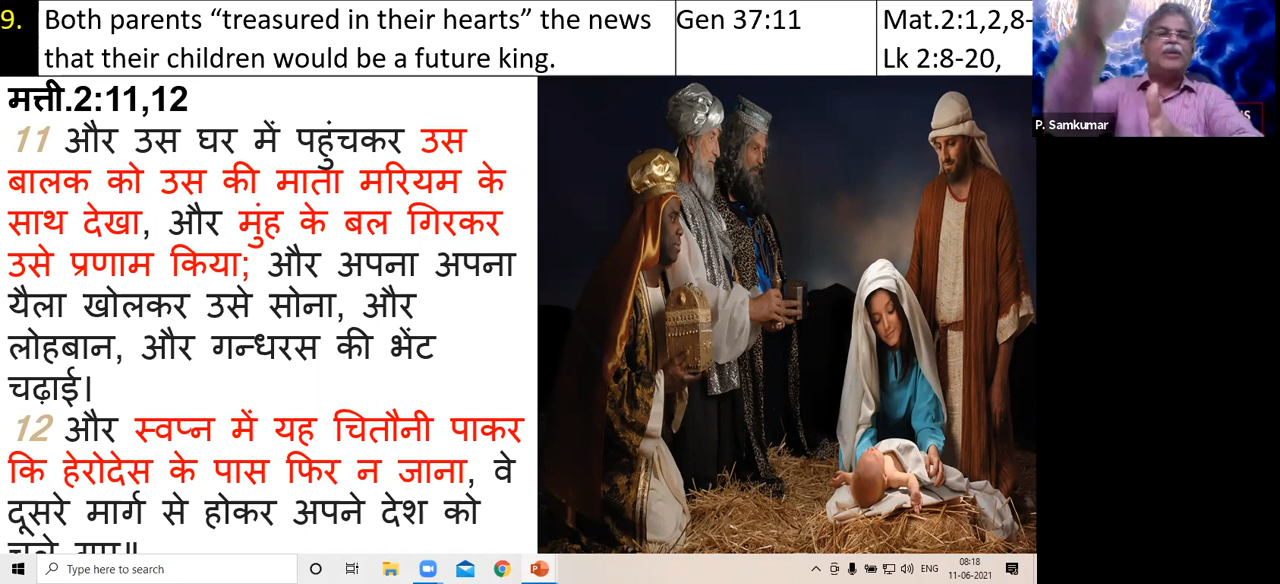 9. Both parents “treasured in their hearts” the news Gen 37:11 Mat.2:1,2,8-
that their children would be a future king. Lk 2:8-20,
P. Samkumar
मत्ती.2:11,12
11 और उस घर में पहुंचकर उस
बालक को उस की माता मरियम के
साथ देखा, और मुंह के बल गिरकर
उसे प्रणाम किया; और अपना अपना
यैला खोलकर उसे सोना, और
लोहबान, और गन्धरस की भेंट
चढ़ाई।
12 और स्वप्न में यह चितौनी पाकर
कि हेरोदेस के पास फिर न जाना, वे
दूसरे मार्ग से होकर अपने देश को
Type here to search
ENG
08:18
11-06-2021